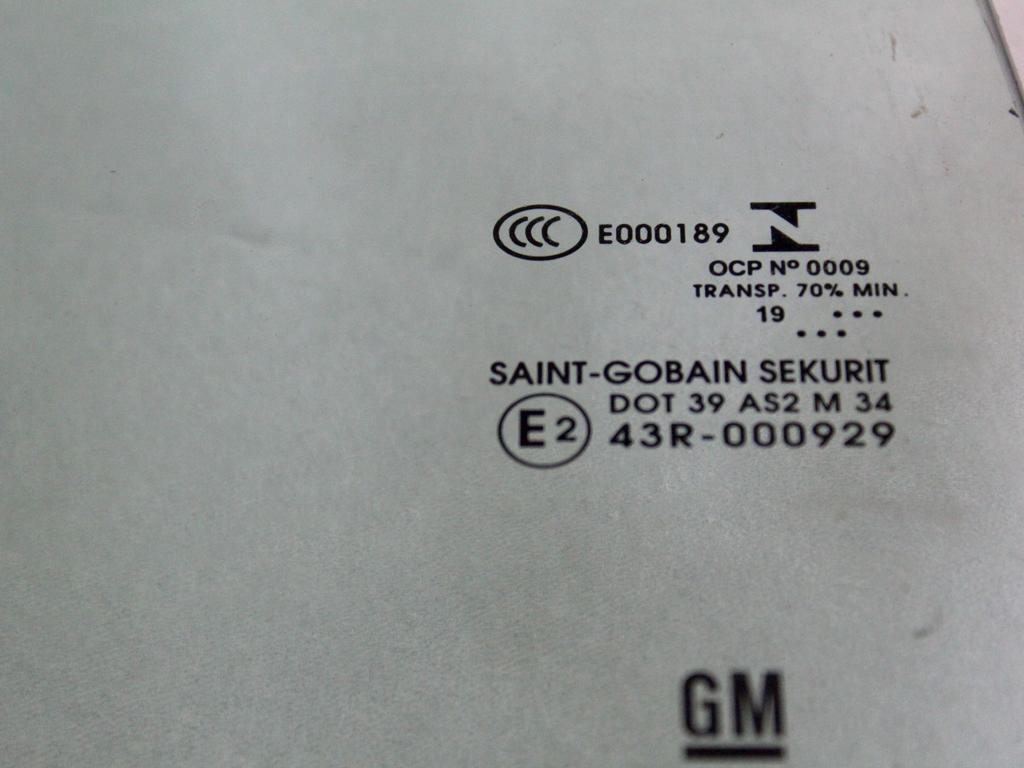 CCC E000189
OCP Nº 0009
TRANSP. 70% MIN.
19 ...
...
SAINT-GOBAIN SEKURIT
E2 DOT 39 AS2 M 34
43R-000929
GM